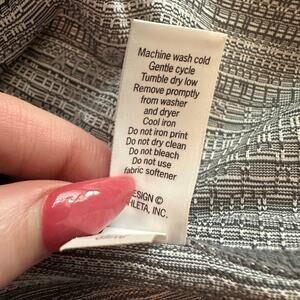 Machine wash cold
Gentle cycle
Tumble dry low
Remove promptly
from washer
and dryer
Cool iron
Do not iron print
Do not dry clean
Do not bleach
Do not use
fabric softener
DESIGN ©
HLETA, INC.